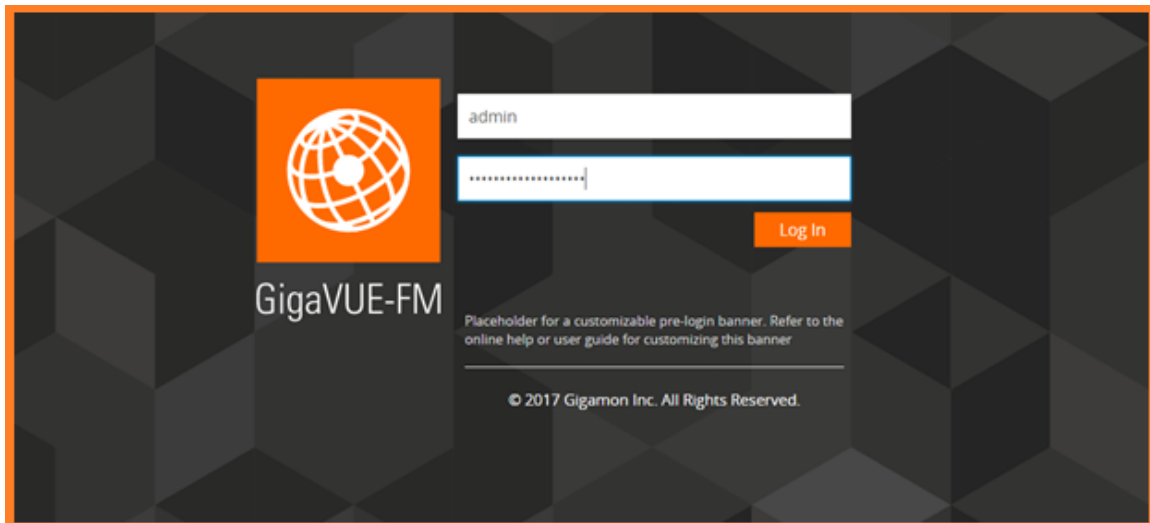 admin
•••••••••••••••••••
Log In
GigaVUE-FM
Placeholder for a customizable pre-login banner. Refer to the
online help or user guide for customizing this banner
© 2017 Gigamon Inc. All Rights Reserved.